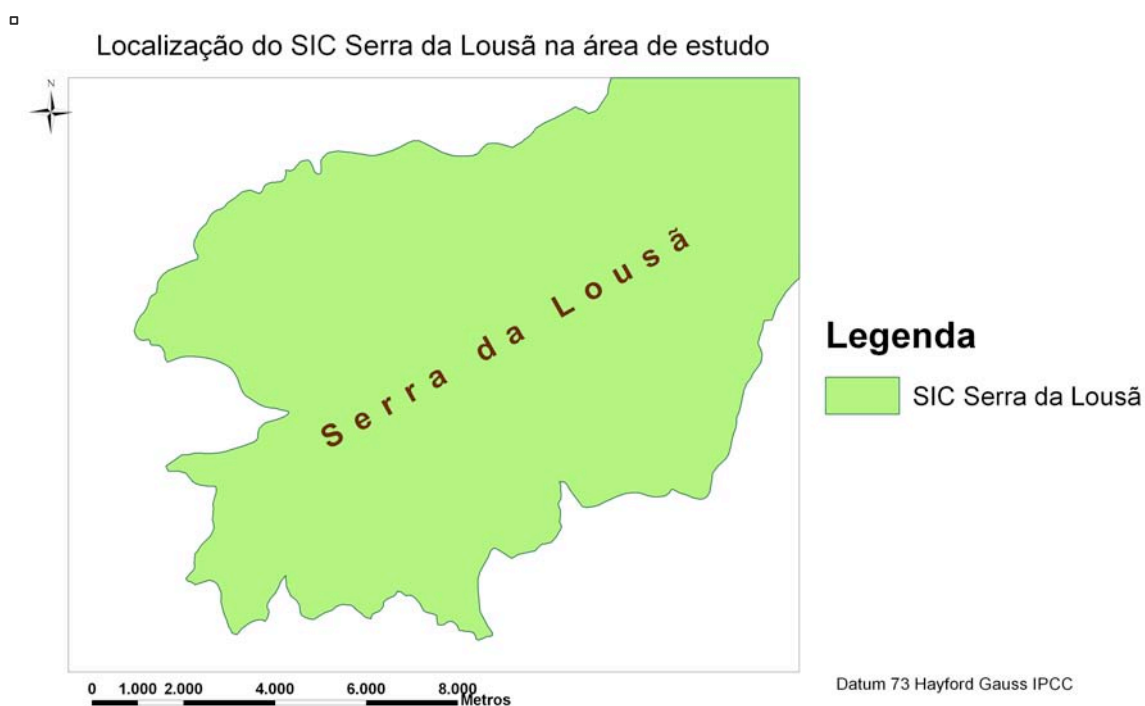 Localização do SIC Serra da Lousã na área de estudo
N
Serra da Lousã
Legenda
SIC Serra da Lousã
0 1.000 2.000 4.000 6.000 8.000
Metros
Datum 73 Hayford Gauss IPCC